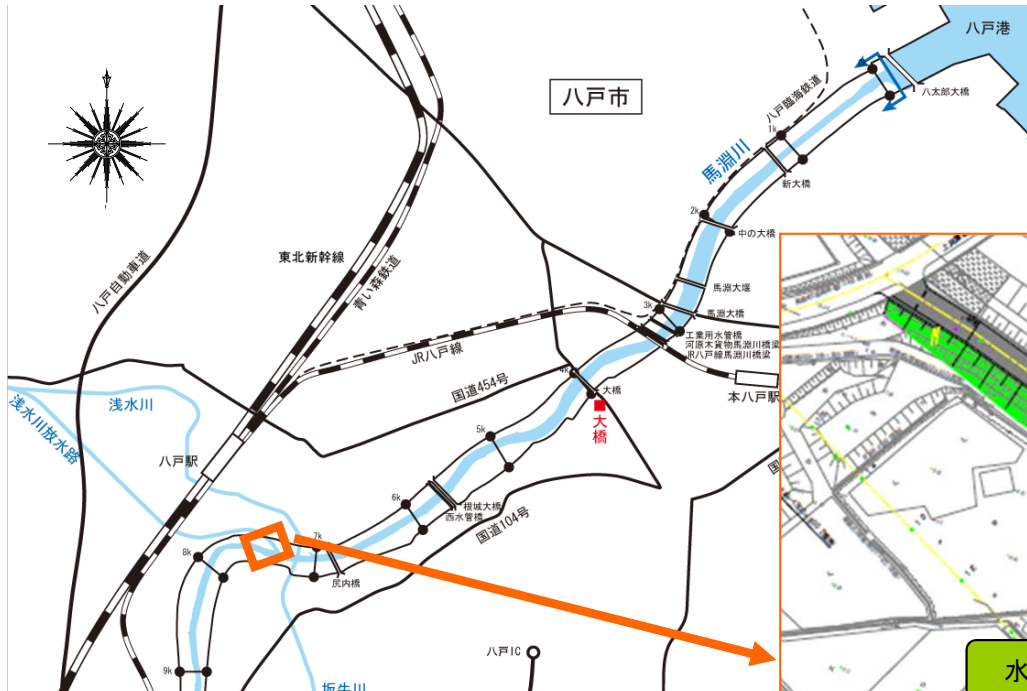 八戸港
八戸市
八太郎大橋
八戸臨海鉄道
1k
馬淵川
新大橋
2k
中の大橋
東北新幹線
青い森鉄道
八戸自動車道
馬淵大堰
3k
馬淵大橋
工業用水管橋
河原木貨物馬淵川橋梁
JR八戸線馬淵川橋梁
JR八戸線
本八戸駅
4k
大橋
大橋
国道454号
浅水川
浅水川放水路
5k
八戸駅
国
6k
根城大橋
西水管橋
国道104号
7k
8k
尻内橋
八戸IC
9k
坂牛川
水